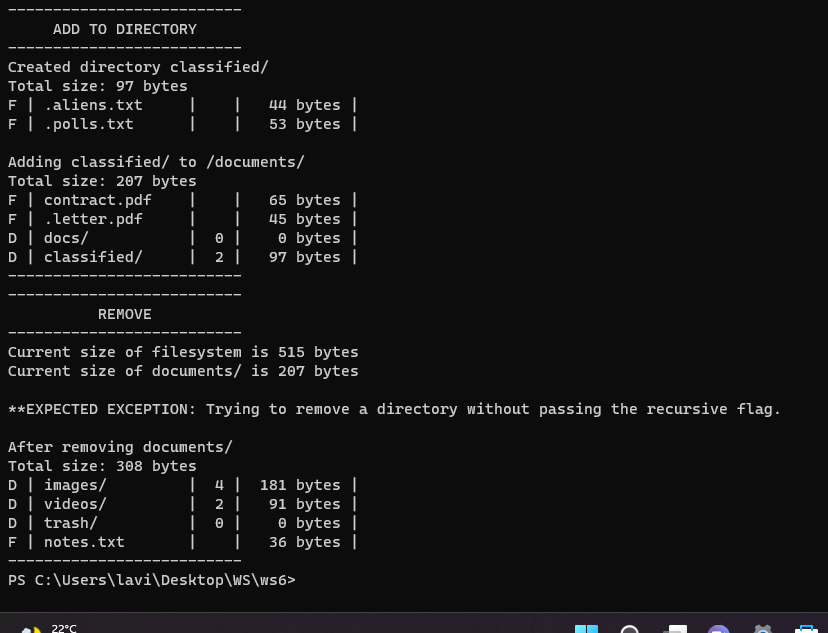 --------------------------
     ADD TO DIRECTORY
--------------------------
Created directory classified/
Total size: 97 bytes
F | .aliens.txt     |    |   44 bytes |
F | .polls.txt      |    |   53 bytes |

Adding classified/ to /documents/
Total size: 207 bytes
F | contract.pdf    |    |   65 bytes |
F | .letter.pdf     |    |   45 bytes |
D | docs/           |  0 |    0 bytes |
D | classified/     |  2 |   97 bytes |
--------------------------
--------------------------
          REMOVE
--------------------------
Current size of filesystem is 515 bytes
Current size of documents/ is 207 bytes

**EXPECTED EXCEPTION: Trying to remove a directory without passing the recursive flag.

After removing documents/
Total size: 308 bytes
D | images/         |  4 |  181 bytes |
D | videos/         |  2 |   91 bytes |
D | trash/          |  0 |    0 bytes |
F | notes.txt       |    |   36 bytes |
--------------------------
PS C:\Users\lavi\Desktop\WS\ws6>
22°C